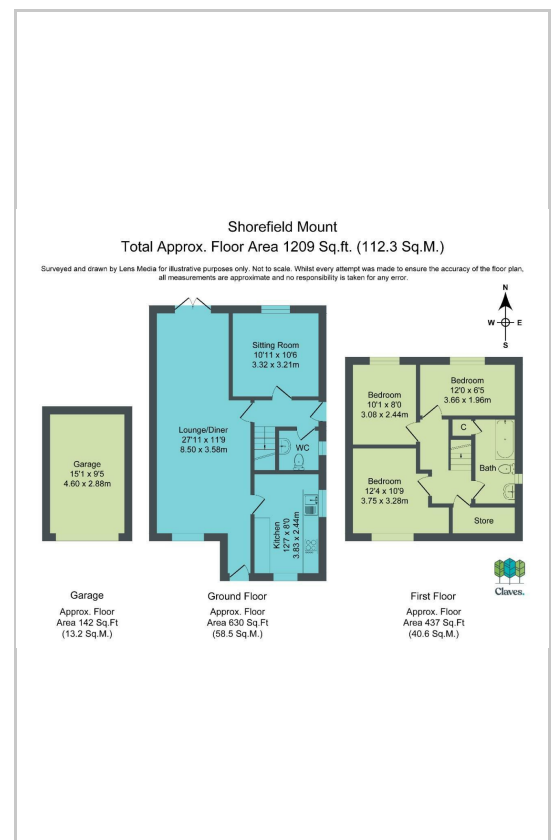 Shorefield Mount
Total Approx. Floor Area 1209 Sq.ft. (112.3 Sq.M.)
Surveyed and drawn by Lens Media for illustrative purposes only. Not to scale. Whilst every attempt was made to ensure the accuracy of the floor plan,
all measurements are approximate and no responsibility is taken for any error.
N
W E
S
Garage
15'1 x 9'5
4.60 x 2.88m
Sitting Room
10'11 x 10'6
3.32 x 3.21m
Lounge/Diner
27'11 x 11'9
8.50 x 3.58m
WC
Kitchen
12'7 x 8'0
3.83 x 2.44m
Bedroom
10'1 x 8'0
3.08 x 2.44m
Bedroom
12'0 x 6'5
3.66 x 1.96m
C
Bath
Bedroom
12'4 x 10'9
3.75 x 3.28m
Store
Claves.
Garage
Approx. Floor
Area 142 Sq.Ft
(13.2 Sq.M.)
Ground Floor
Approx. Floor
Area 630 Sq.Ft
(58.5 Sq.M.)
First Floor
Approx. Floor
Area 437 Sq.Ft
(40.6 Sq.M.)